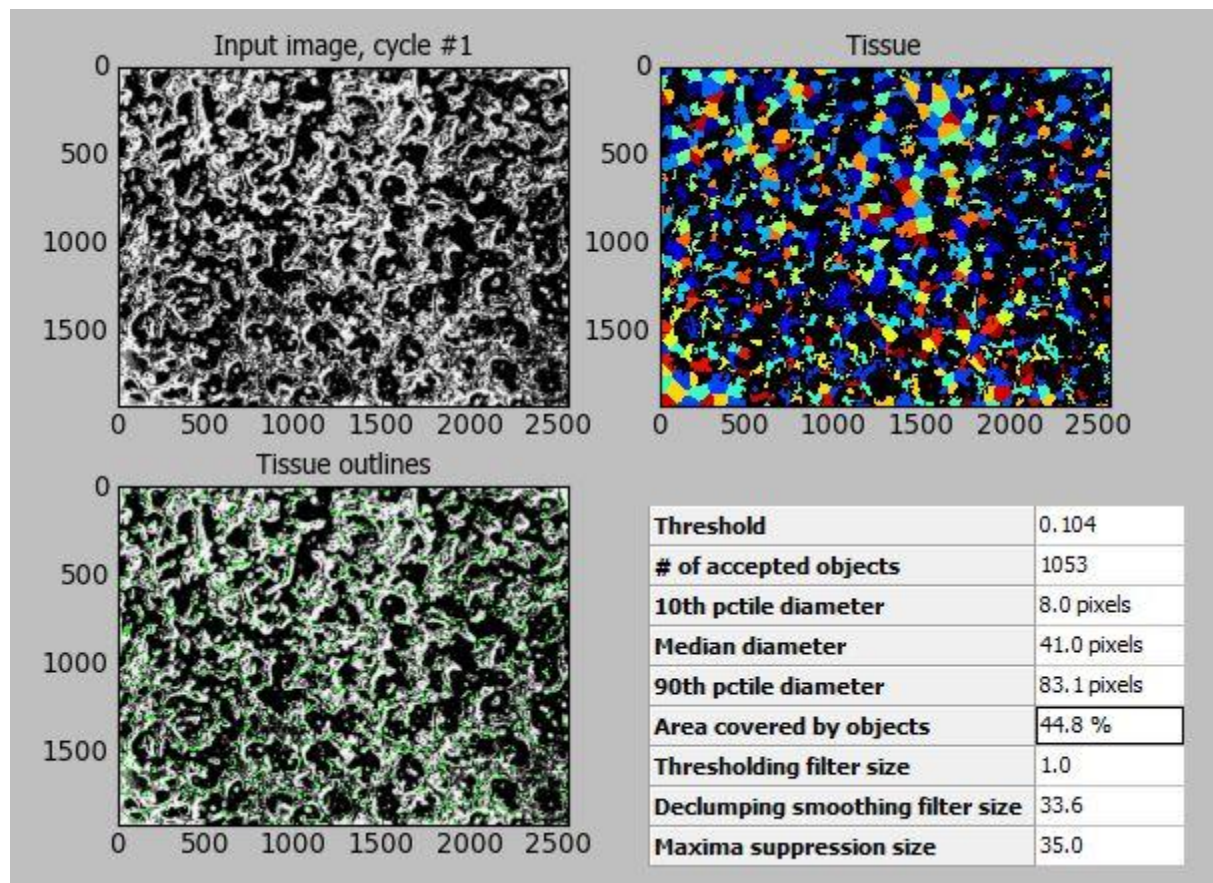 Input image, cycle #1
0
500
1000
1500
0 500 1000 1500 2000 2500
Tissue
0
500
1000
1500
0 500 1000 1500 2000 2500
Tissue outlines
0
500
1000
1500
0 500 1000 1500 2000 2500
Threshold 0.104
# of accepted objects 1053
10th pctile diameter 8.0 pixels
Median diameter 41.0 pixels
90th pctile diameter 83.1 pixels
Area covered by objects 44.8 %
Thresholding filter size 1.0
Declumping smoothing filter size 33.6
Maxima suppression size 35.0